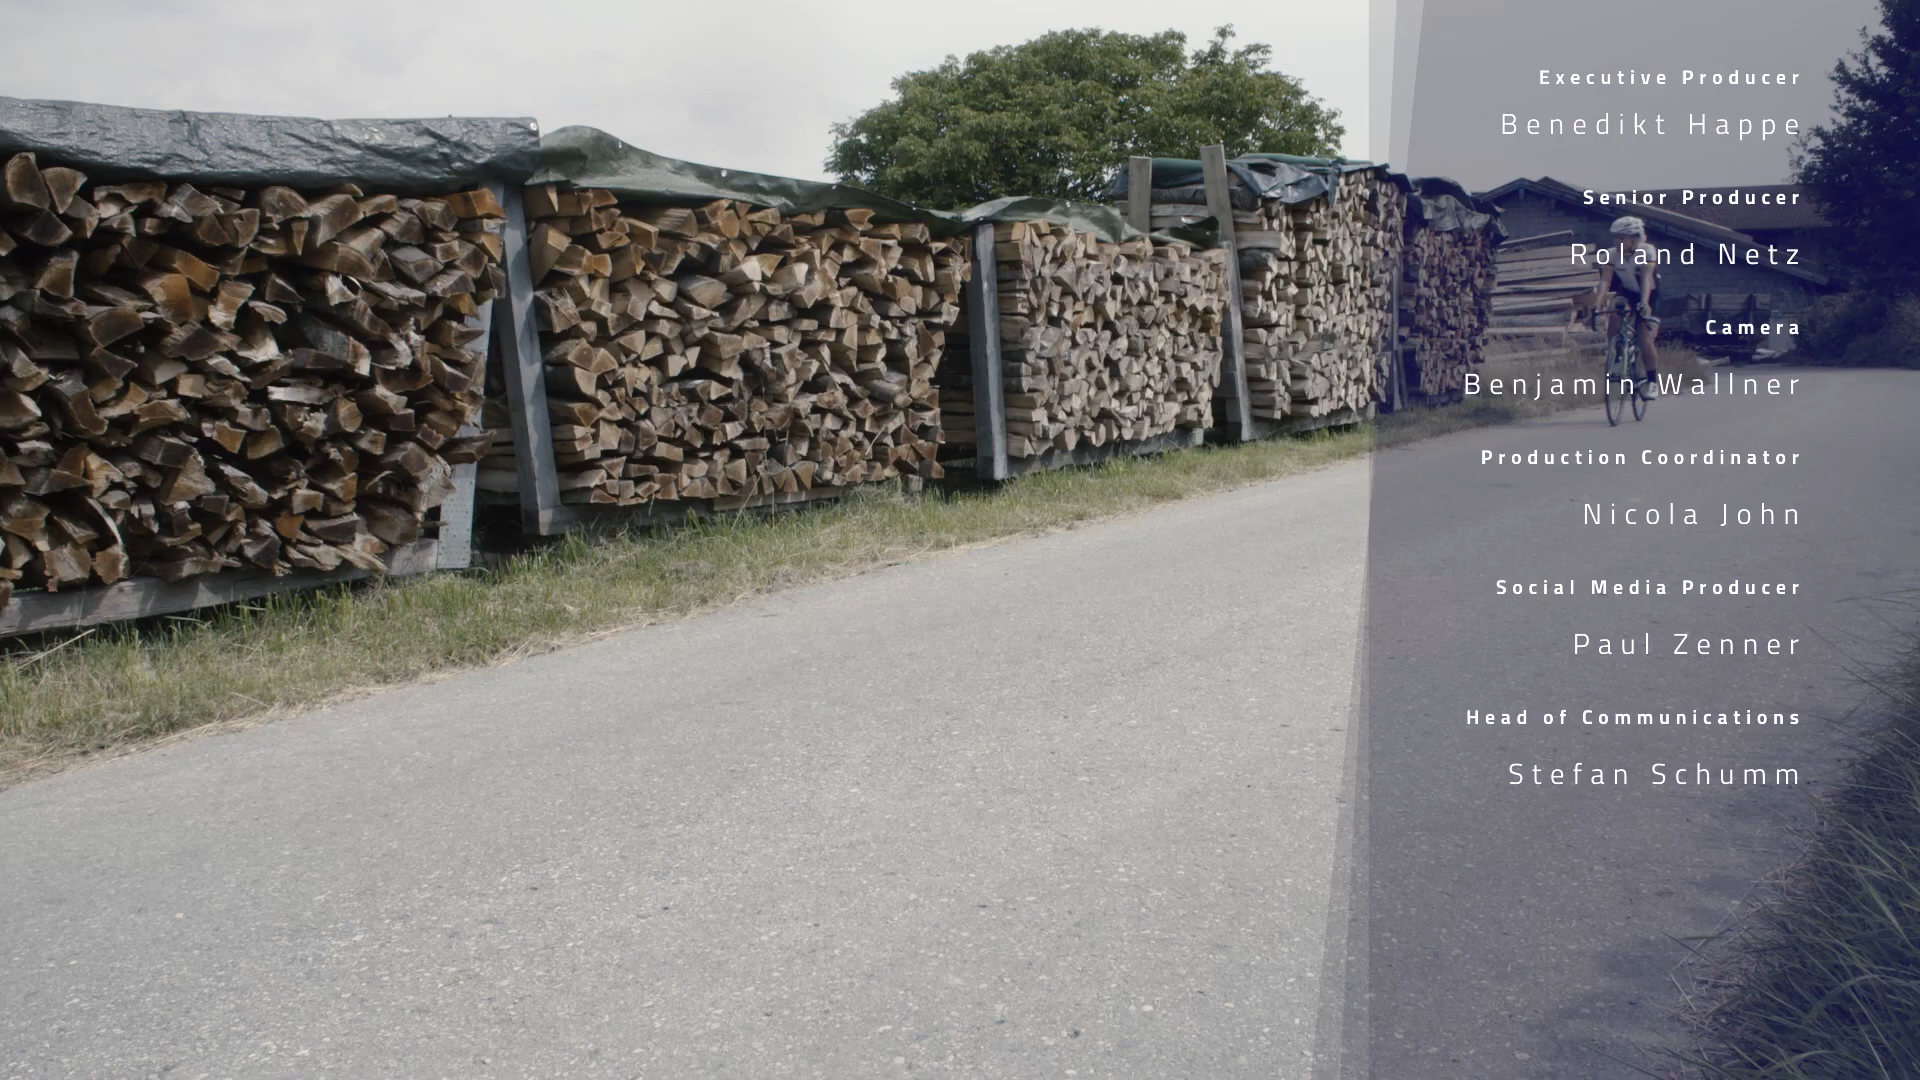 Executive Producer
Benedikt Happe
Senior Producer
Roland Netz
Camera
Benjamin Wallner
Production Coordinator
Nicola John
Social Media Producer
Paul Zenner
Head of Communications
Stefan Schumm